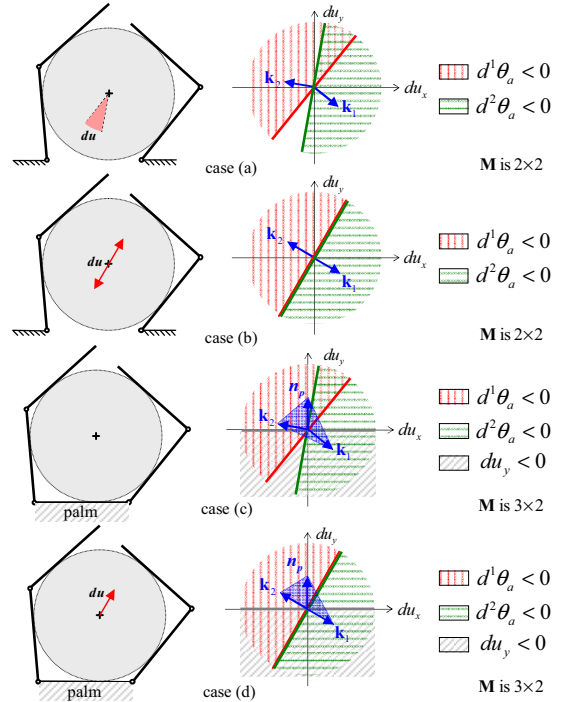 du_y
k_2
du_x
k_1
du
case (a)
d^1θ_a < 0
d^2θ_a < 0
M is 2×2
du_y
k_2
du_x
k_1
du
case (b)
d^1θ_a < 0
d^2θ_a < 0
M is 2×2
du_y
n_p
k_2
du_x
k_1
palm
case (c)
d^1θ_a < 0
d^2θ_a < 0
du_y < 0
M is 3×2
du_y
n_p
k_2
du_x
k_1
du
palm
case (d)
d^1θ_a < 0
d^2θ_a < 0
du_y < 0
M is 3×2